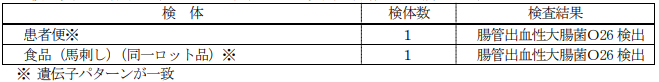 検　体 検体数 検査結果
患者便※ 1 腸管出血性大腸菌Ｏ26 検出
食品（馬刺し）（同一ロット品）※ 1 腸管出血性大腸菌Ｏ26 検出
※ 遺伝子パターンが一致